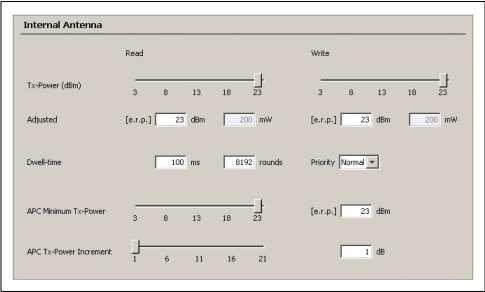 Internal Antenna
Read Write
Tx-Power (dBm)
3 8 13 18 23 3 8 13 18 23
Adjusted [e.r.p.] 23 dBm 200 mW [e.r.p.] 23 dBm 200 mW
Dwell-time 100 ms 8192 rounds Priority Normal
APC Minimum Tx-Power [e.r.p.] 23 dBm
3 8 13 18 23
APC Tx-Power Increment 1 dB
1 6 11 16 21